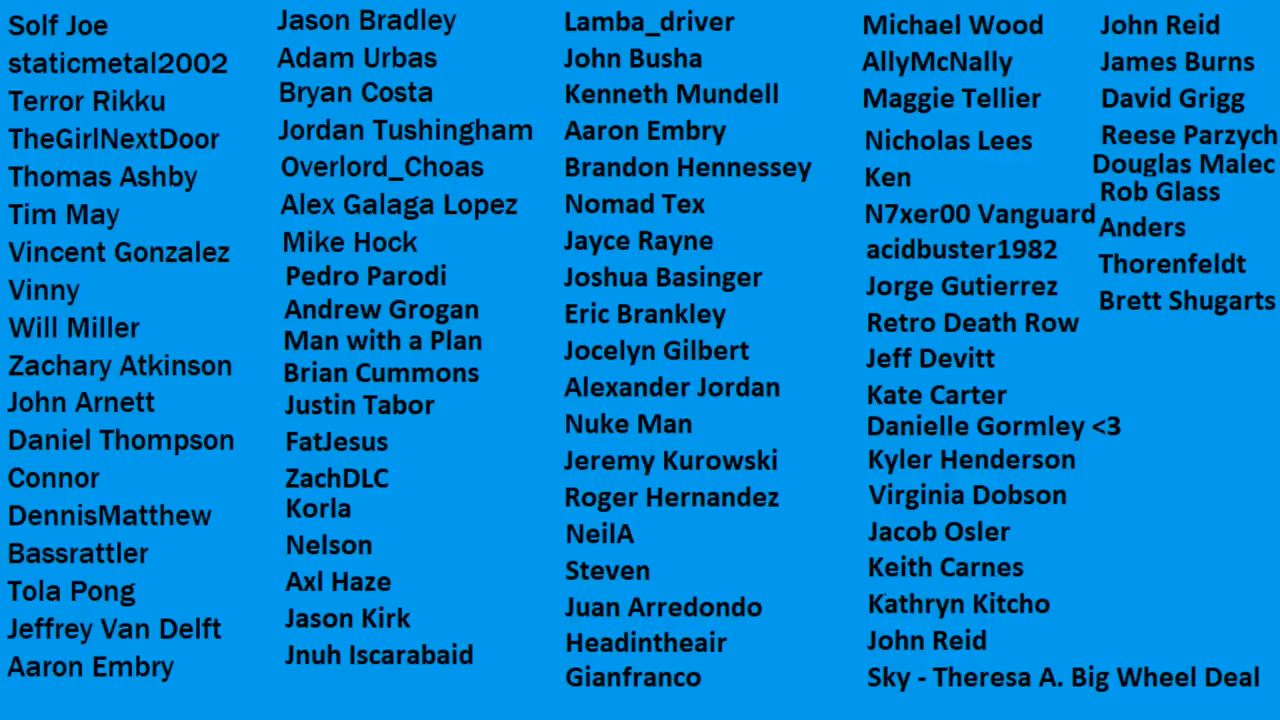 Solf Joe
staticmetal2002
Terror Rikku
TheGirlNextDoor
Thomas Ashby
Tim May
Vincent Gonzalez
Vinny
Will Miller
Zachary Atkinson
John Arnett
Daniel Thompson
Connor
DennisMatthew
Bassrattler
Tola Pong
Jeffrey Van Delft
Aaron Embry
Jason Bradley
Adam Urbas
Bryan Costa
Jordan Tushingham
Overlord_Choas
Alex Galaga Lopez
Mike Hock
Pedro Parodi
Andrew Grogan
Man with a Plan
Brian Cummons
Justin Tabor
FatJesus
ZachDLC
Korla
Nelson
Axl Haze
Jason Kirk
Jnuh Iscarabaid
Lamba_driver
John Busha
Kenneth Mundell
Aaron Embry
Brandon Hennessey
Nomad Tex
Jayce Rayne
Joshua Basinger
Eric Brankley
Jocelyn Gilbert
Alexander Jordan
Nuke Man
Jeremy Kurowski
Roger Hernandez
NeilA
Steven
Juan Arredondo
Headintheair
Gianfranco
Michael Wood
AllyMcNally
Maggie Tellier
Nicholas Lees
Ken
N7xer00 Vanguard
acidbuster1982
Jorge Gutierrez
Retro Death Row
Jeff Devitt
Kate Carter
Danielle Gormley <3
Kyler Henderson
Virginia Dobson
Jacob Osler
Keith Carnes
Kathryn Kitcho
John Reid
Sky - Theresa A. Big Wheel Deal
John Reid
James Burns
David Grigg
Reese Parzych
Douglas Malec
Rob Glass
Anders
Thorenfeldt
Brett Shugarts